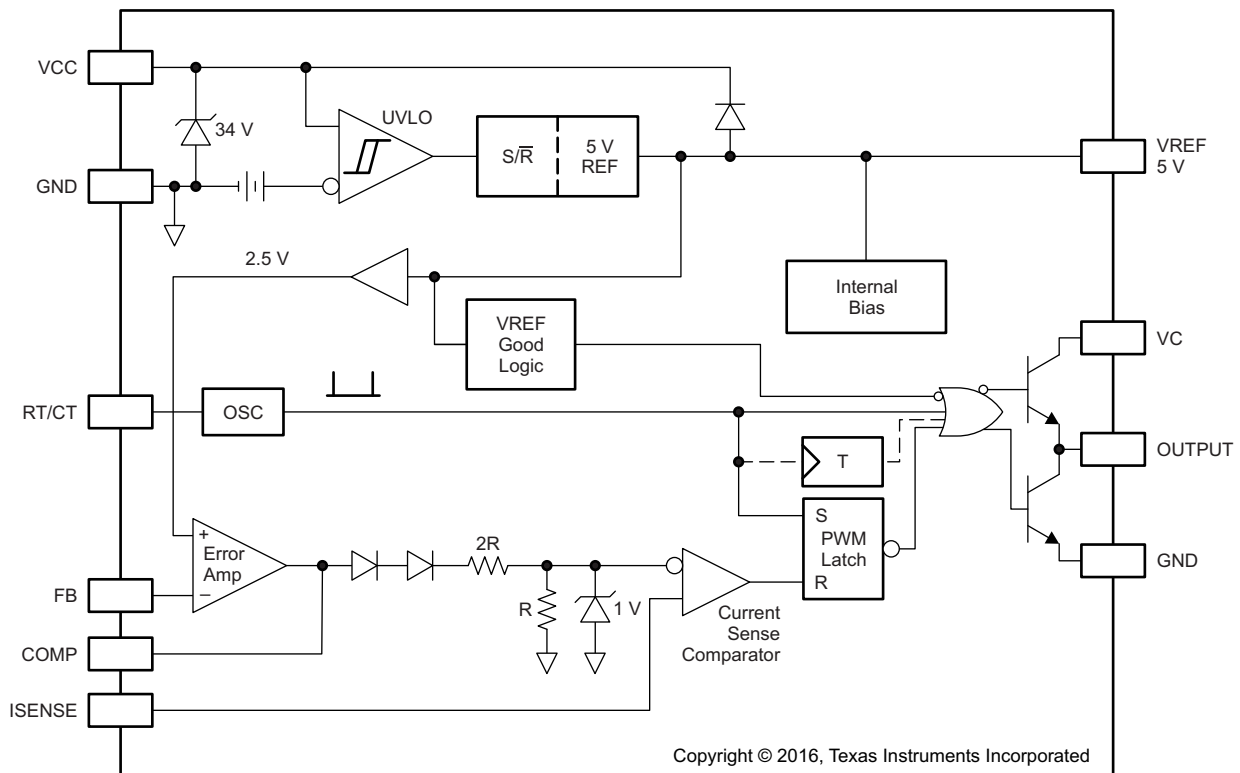 VCC
UVLO
34 V
S/R̅
5 V
REF
VREF
5 V
GND
2.5 V
Internal
Bias
VREF
Good
Logic
VC
RT/CT
OSC
T
OUTPUT
S
PWM
Latch
R
+
Error
Amp
−
2R
R
1 V
GND
FB
Current
Sense
Comparator
COMP
ISENSE
Copyright © 2016, Texas Instruments Incorporated